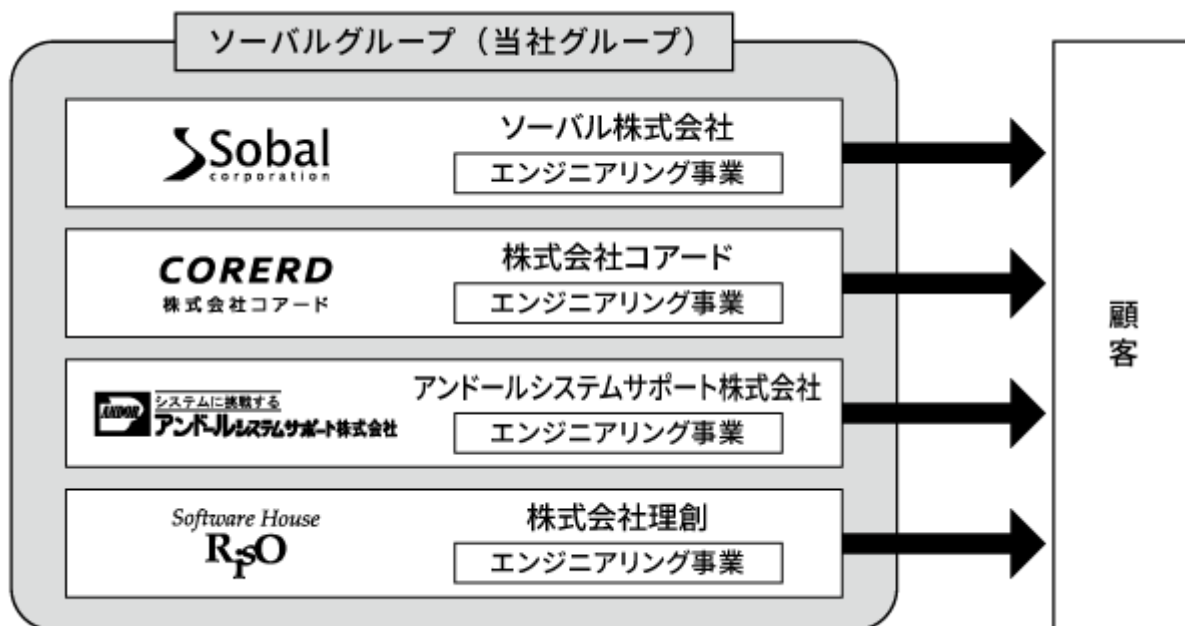 ソーバルグループ（当社グループ）
Sobal
corporation
ソーバル株式会社
エンジニアリング事業
CORERD
株式会社コアード
株式会社コアード
エンジニアリング事業
ANDOR
システムに挑戦する
アンドールシステムサポート株式会社
アンドールシステムサポート株式会社
エンジニアリング事業
Software House
RisO
株式会社理創
エンジニアリング事業
顧客